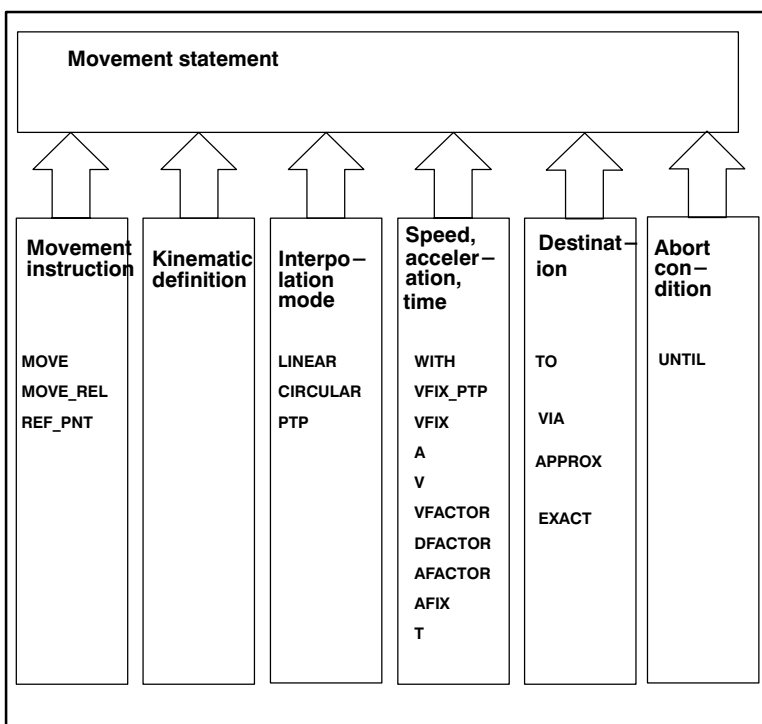 Movement statement
Movement
instruction
MOVE
MOVE_REL
REF_PNT
Kinematic
definition
Interpo–
lation
mode
LINEAR
CIRCULAR
PTP
Speed,
acceler–
ation,
time
WITH
VFIX_PTP
VFIX
A
V
VFACTOR
DFACTOR
AFACTOR
AFIX
T
Destinat–
ion
TO
VIA
APPROX
EXACT
Abort
con–
dition
UNTIL